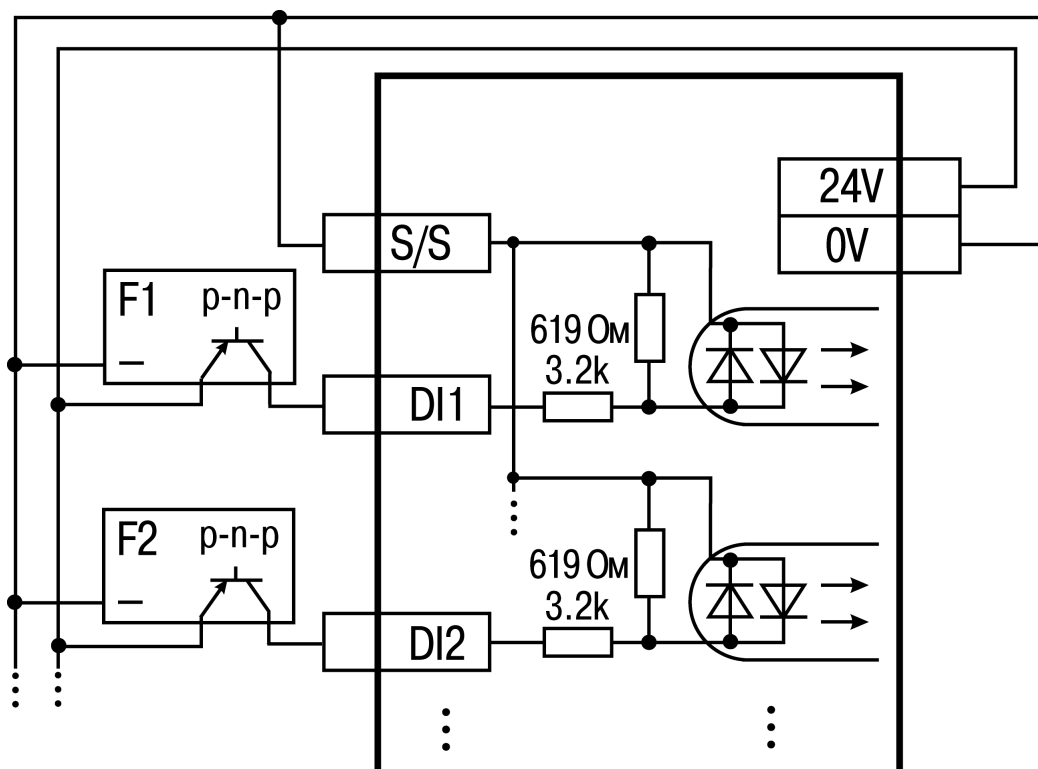 24V
S/S
0V
F1 p-n-p
–
619 Ом
3.2k
DI1
F2 p-n-p
–
619 Ом
3.2k
DI2